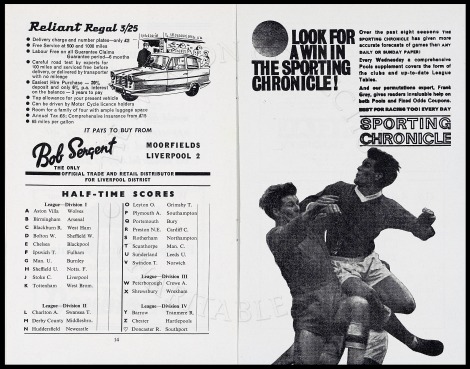 Reliant Regal 3/25
Delivery charge and number plates—only £3
Free Service at 500 and 1000 miles
Labour Free on all Guarantee Claims
Guarantee period—6 months
Careful road test by experts for
100 miles and serviced free before
delivery, or delivered by transporter
with no mileage
Easiest Hire Purchase — 20%
deposit and only 6% p.a. interest
on the balance — 3 years to pay
Top allowance for your present vehicle
Can be driven by Motor Cycle licence holders
Room for a family of four with ample luggage space
Annual Tax £6: Comprehensive Insurance from £15
65 miles per gallon
IT PAYS TO BUY FROM
Bob Sergent
MOORFIELDS
LIVERPOOL 2
THE ONLY
OFFICIAL TRADE AND RETAIL DISTRIBUTOR
FOR LIVERPOOL DISTRICT
HALF-TIME SCORES
League—Division I
A Aston Villa Wolves
B Birmingham Arsenal
C Blackburn R. West Ham
D Bolton W. Sheffield W.
E Chelsea Blackpool
F Ipswich T. Fulham
G Man. U. Burnley
H Sheffield U. Notts. F.
J Stoke C. Liverpool
K Tottenham West Brom.
League—Division II
L Charlton A. Swansea T.
M Derby County Middlesbro.
N Huddersfield Newcastle
O Leyton O. Grimsby T.
P Plymouth A. Southampton
Q Portsmouth Bury
R Preston N.E. Cardiff C.
S Rotherham Northampton
T Scunthorpe Man. C.
U Sunderland Leeds U.
V Swindon T. Norwich
League—Division III
W Peterborough Crewe A.
X Shrewsbury Wrexham
League—Division IV
Y Barrow Tranmere R.
Z Chester Hartlepools
Doncaster R. Southport
14
LOOK FOR
A WIN IN
THE SPORTING
CHRONICLE!
Over the past eight seasons THE
SPORTING CHRONICLE has given more
accurate forecasts of games than ANY
DAILY OR SUNDAY PAPER!
Every Wednesday a comprehensive
Pools supplement covers the form of
the clubs and up-to-date League
Tables.
And our permutations expert, Frank
Gray, gives readers invaluable help on
both Pools and Fixed Odds Coupons.
BEST FOR RACING TOO! EVERY DAY
SPORTING
CHRONICLE